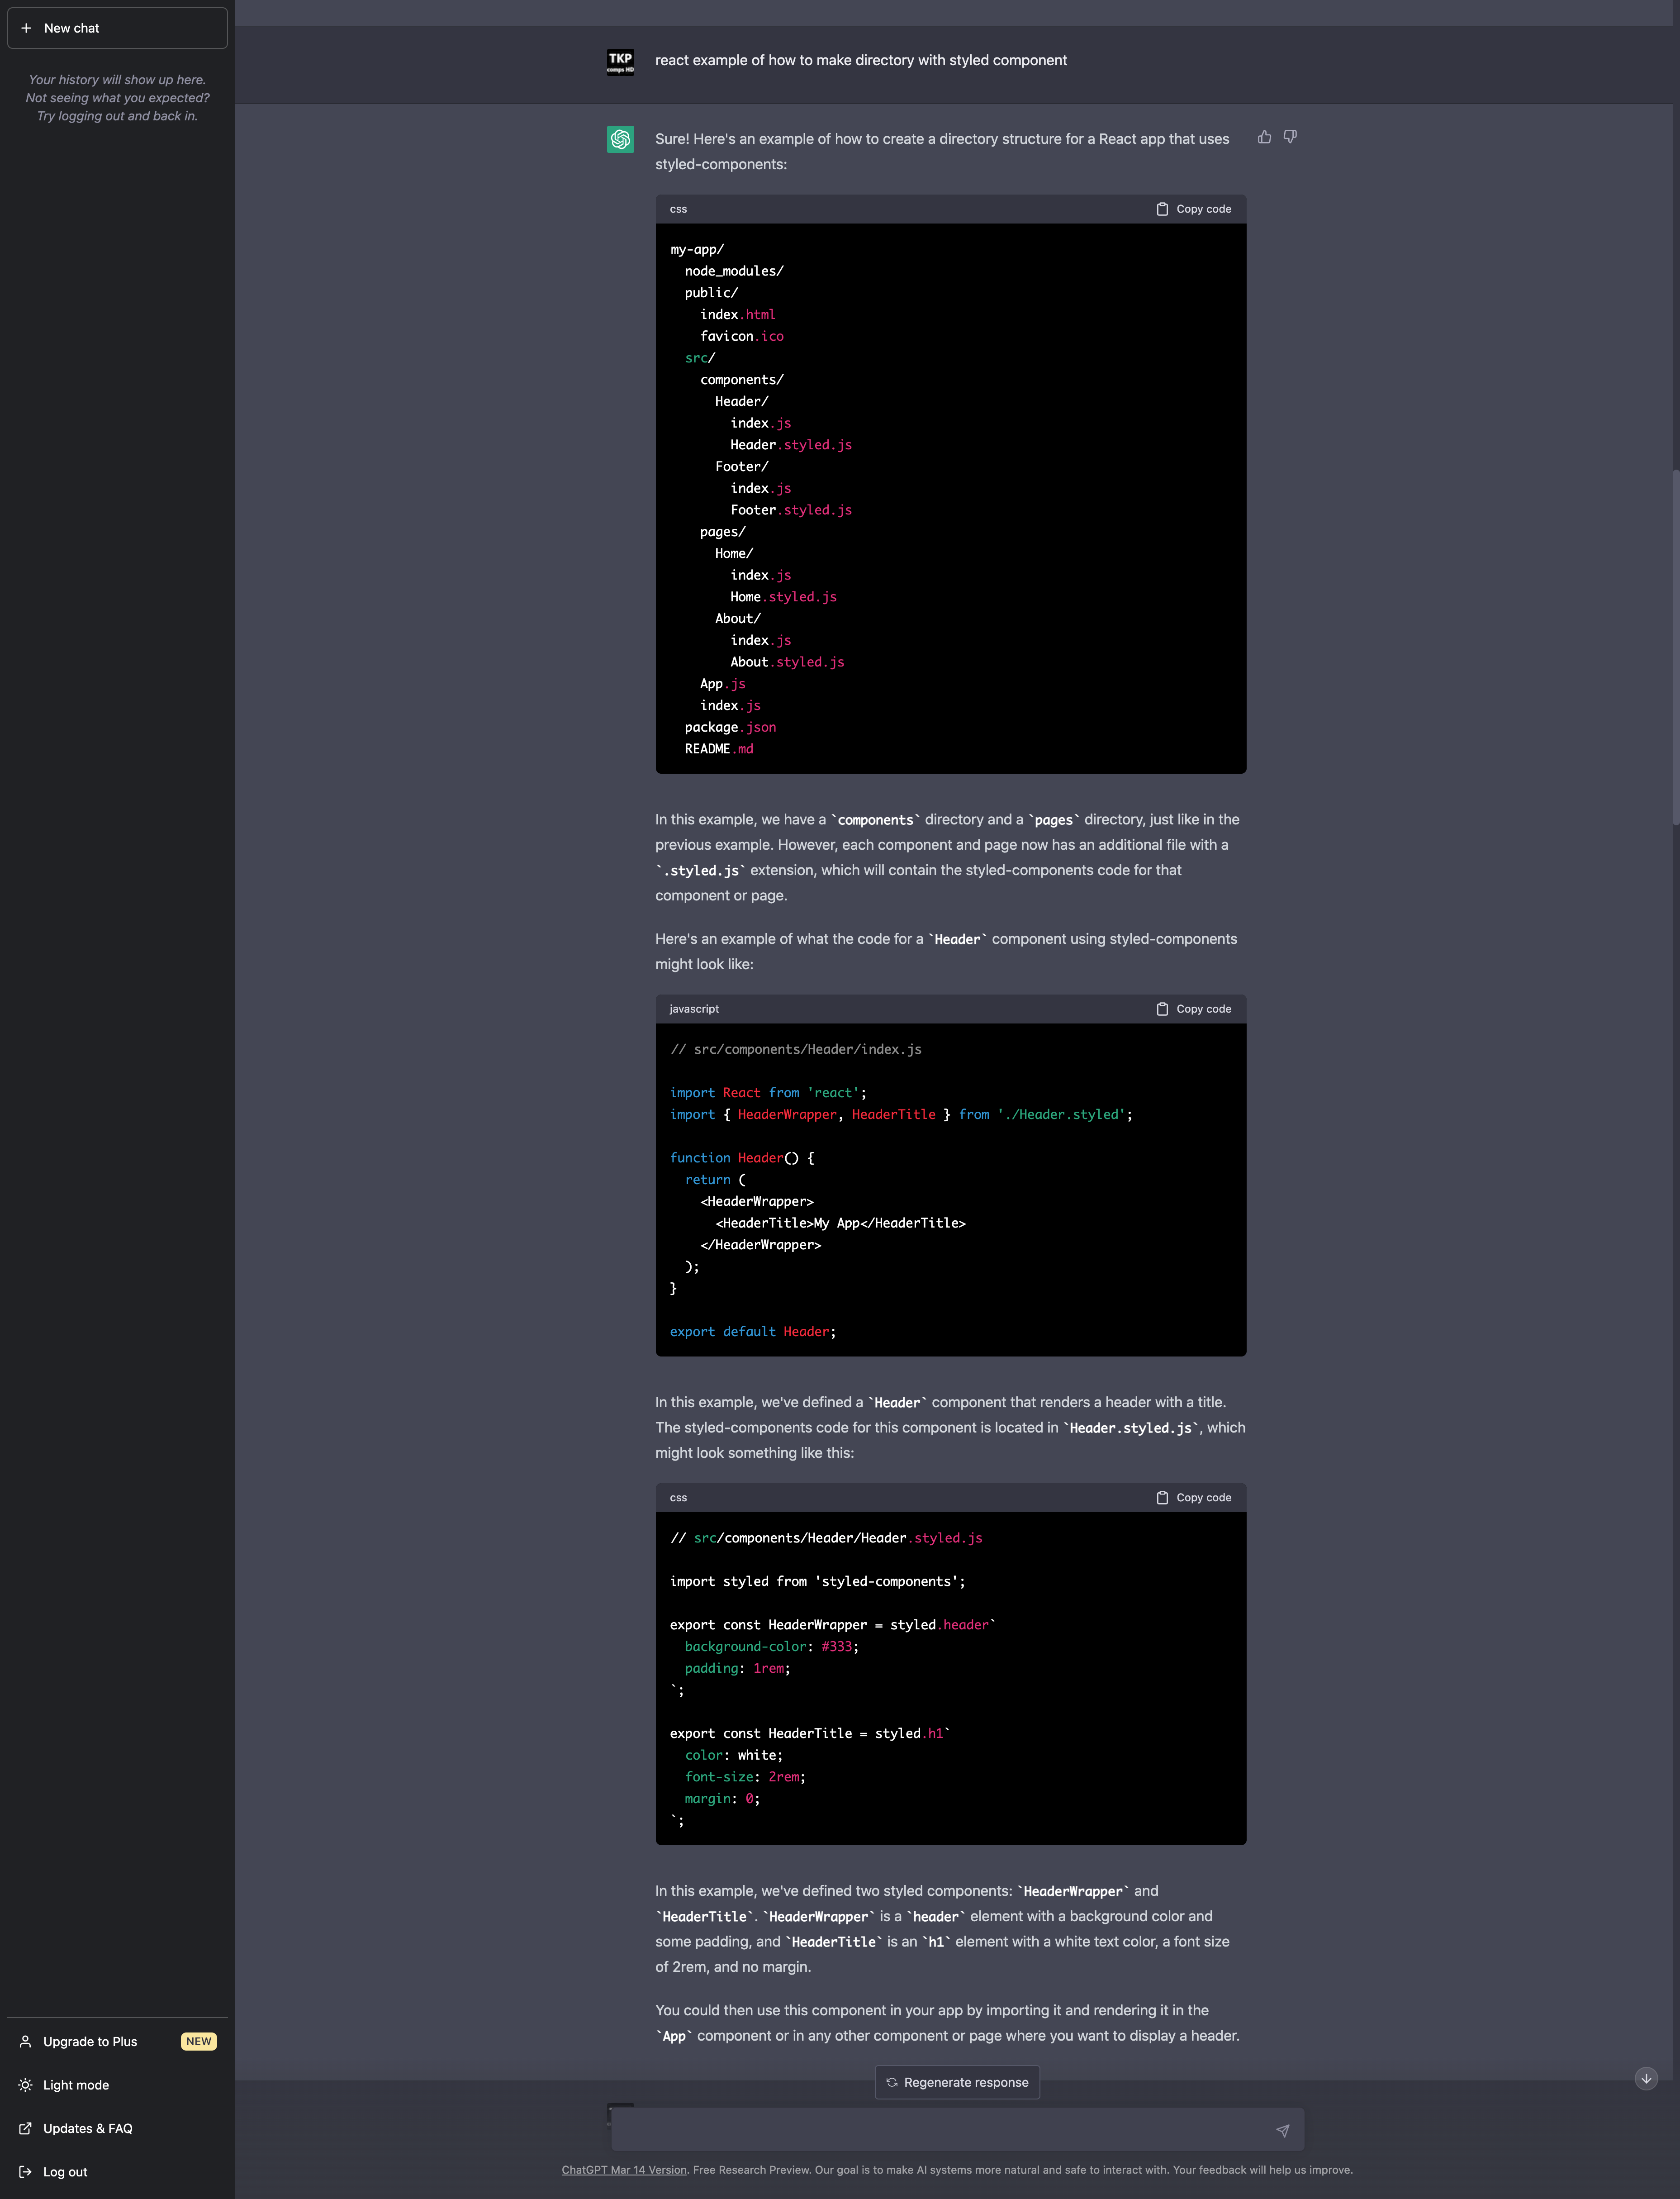 New chat
Your history will show up here.
Not seeing what you expected?
Try logging out and back in.
TKP
comps HD
react example of how to make directory with styled component
Sure! Here's an example of how to create a directory structure for a React app that uses
styled-components:
css
Copy code
my-app/
  node_modules/
  public/
    index.html
    favicon.ico
  src/
    components/
      Header/
        index.js
        Header.styled.js
      Footer/
        index.js
        Footer.styled.js
    pages/
      Home/
        index.js
        Home.styled.js
      About/
        index.js
        About.styled.js
    App.js
    index.js
  package.json
  README.md
In this example, we have a `components` directory and a `pages` directory, just like in the
previous example. However, each component and page now has an additional file with a
`.styled.js` extension, which will contain the styled-components code for that
component or page.
Here's an example of what the code for a `Header` component using styled-components
might look like:
javascript
Copy code
// src/components/Header/index.js
import React from 'react';
import { HeaderWrapper, HeaderTitle } from './Header.styled';
function Header() {
  return (
    <HeaderWrapper>
      <HeaderTitle>My App</HeaderTitle>
    </HeaderWrapper>
  );
}
export default Header;
In this example, we've defined a `Header` component that renders a header with a title.
The styled-components code for this component is located in `Header.styled.js`, which
might look something like this:
css
Copy code
// src/components/Header/Header.styled.js
import styled from 'styled-components';
export const HeaderWrapper = styled.header`
  background-color: #333;
  padding: 1rem;
`;
export const HeaderTitle = styled.h1`
  color: white;
  font-size: 2rem;
  margin: 0;
`;
In this example, we've defined two styled components: `HeaderWrapper` and
`HeaderTitle`. `HeaderWrapper` is a `header` element with a background color and
some padding, and `HeaderTitle` is an `h1` element with a white text color, a font size
of 2rem, and no margin.
You could then use this component in your app by importing it and rendering it in the
`App` component or in any other component or page where you want to display a header.
Regenerate response
Upgrade to Plus
NEW
Light mode
Updates & FAQ
Log out
ChatGPT Mar 14 Version. Free Research Preview. Our goal is to make AI systems more natural and safe to interact with. Your feedback will help us improve.